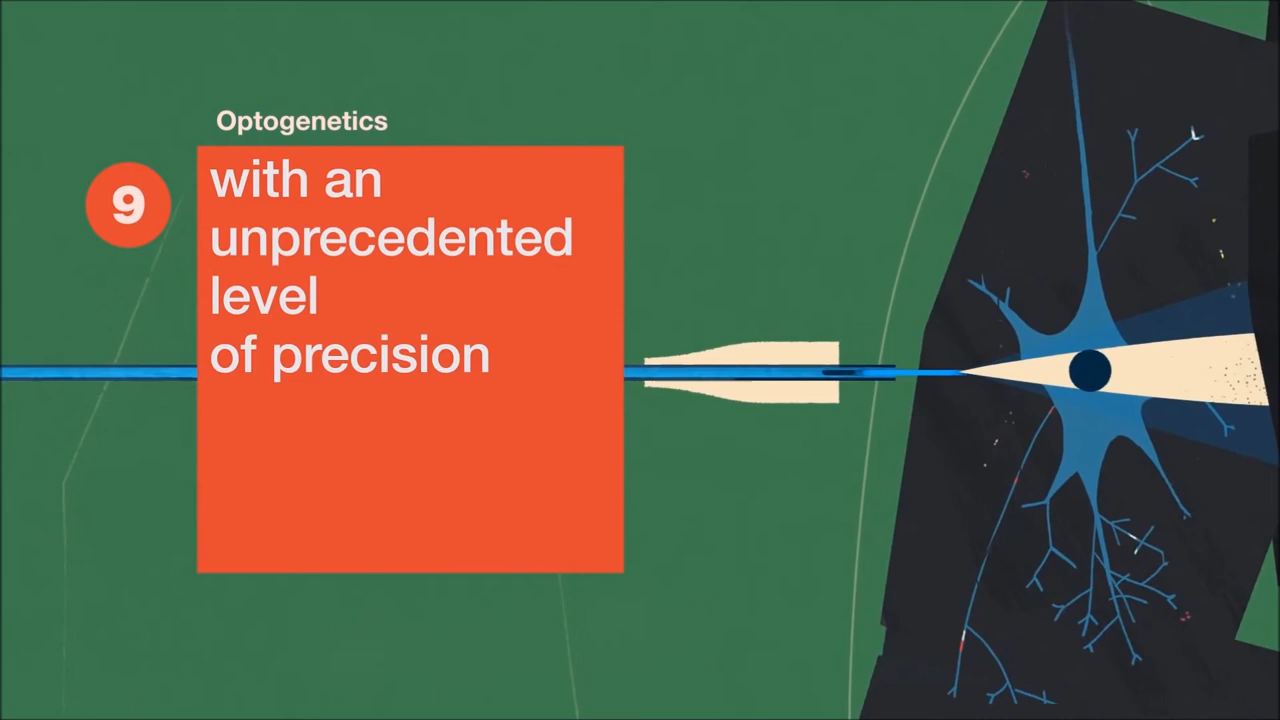 Optogenetics
9
with an
unprecedented
level
of precision